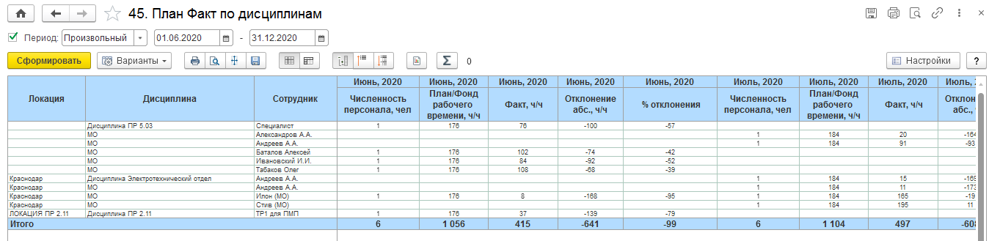 45. План Факт по дисциплинам
Период: Произвольный 01.06.2020 - 31.12.2020
Сформировать Варианты Σ 0 Настройки ?
Июнь, 2020 Июнь, 2020 Июнь, 2020 Июнь, 2020 Июнь, 2020 Июль, 2020 Июль, 2020 Июль, 2020 Июль,
Локация Дисциплина Сотрудник Численность персонала, чел План/Фонд рабочего времени, ч/ч Факт, ч/ч Отклонение абс., ч/ч % отклонения Численность персонала, чел План/Фонд рабочего времени, ч/ч Факт, ч/ч Отклон абс.,
Дисциплина ПР 5.03 Специалист 1 176 76 -100 -57
МО Александров А.А. 1 184 20 -164
МО Андреев А.А. 1 184 91 -93
МО Баталов Алексей 1 176 102 -74 -42
МО Ивановский И.И. 1 176 84 -92 -52
МО Табаков Олег 1 176 108 -68 -39
Краснодар Дисциплина Электротехнический отдел Андреев А.А. 1 184 15 -169
Краснодар МО Андреев А.А. 1 184 11 -173
Краснодар МО Илон (МО) 1 176 8 -168 -95 1 184 165 -19
Краснодар МО Стив (МО) 1 184 195 11
ЛОКАЦИЯ ПР 2.11 Дисциплина ПР 2.11 ТР1 для ПМП 1 176 37 -139 -79
Итого 6 1 056 415 -641 -99 6 1 104 497 -608